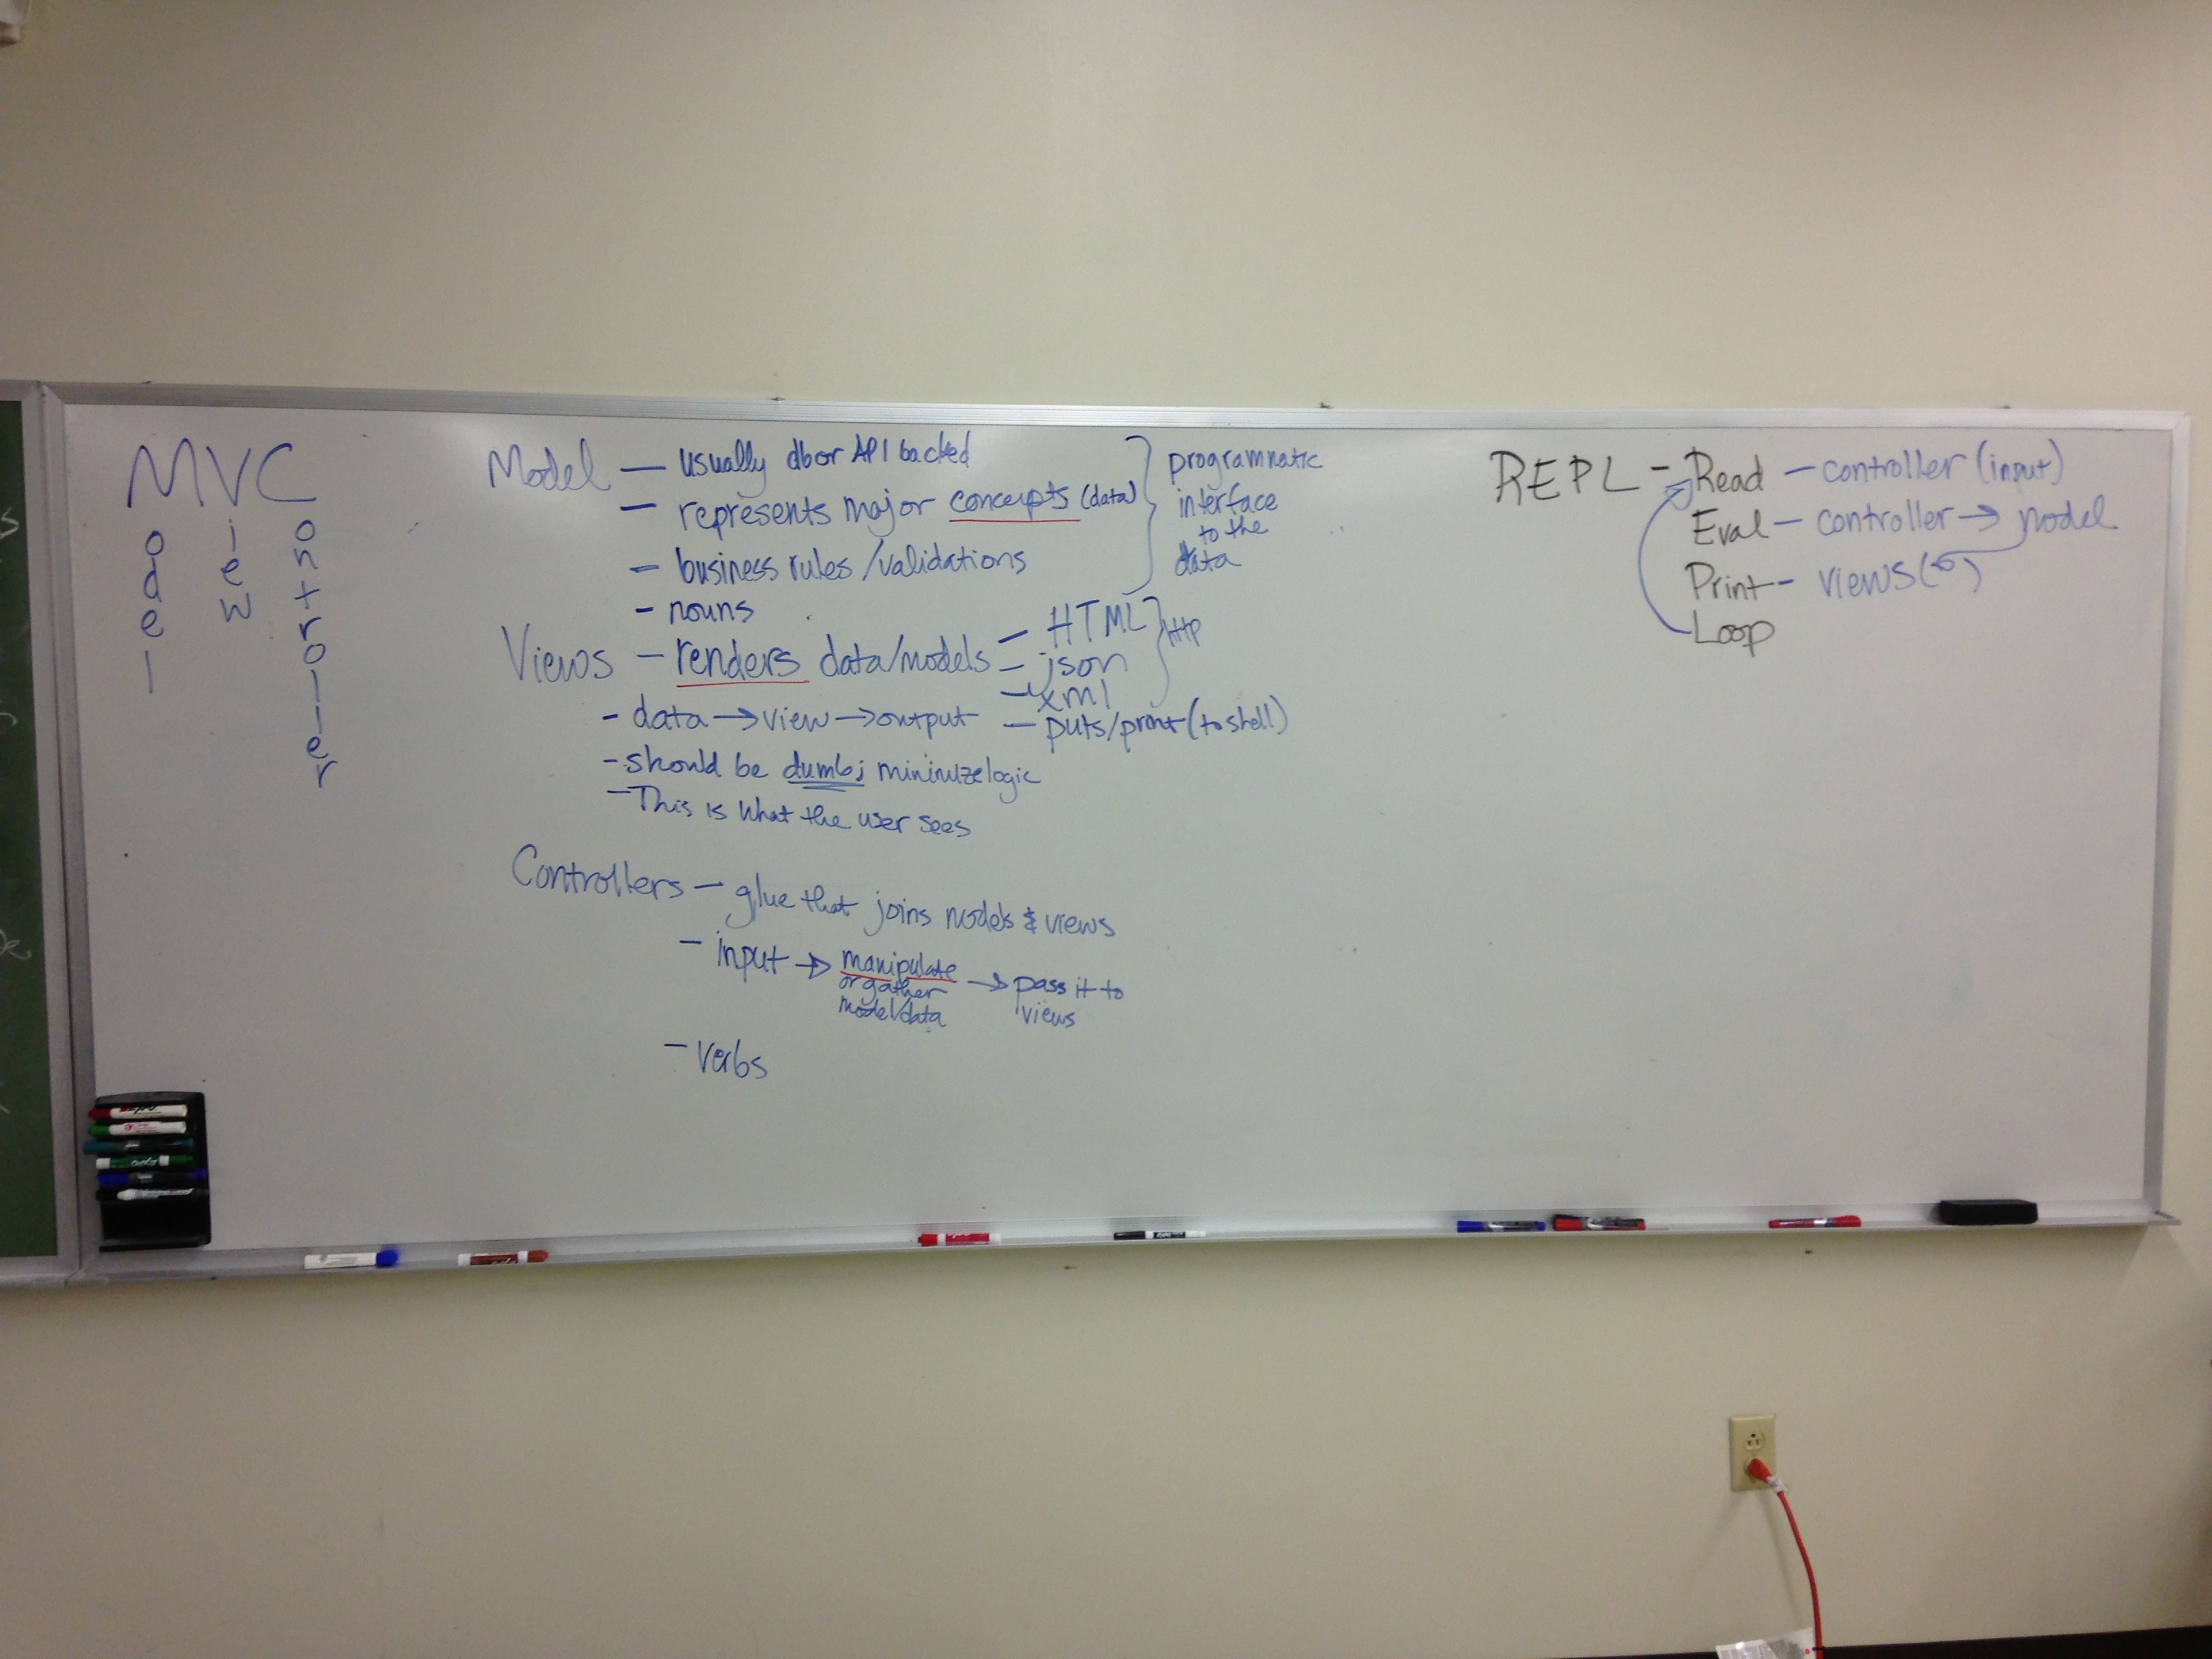 MVC
odel
iew
ontroller
Model — usually db or API backed
— represents major concepts (data)
— business rules / validations
- nouns
programmatic
interface
to the
data
Views — renders data/models — HTML
— json
— xml
http
- data → view → output — puts/print (to shell)
- should be dumb; minimize logic
- This is what the user sees
Controllers — glue that joins models & views
- input → manipulate
or gather
model/data
→ pass it to
views
- verbs
REPL - Read — controller (input)
Eval — controller → model
Print - views( )
Loop